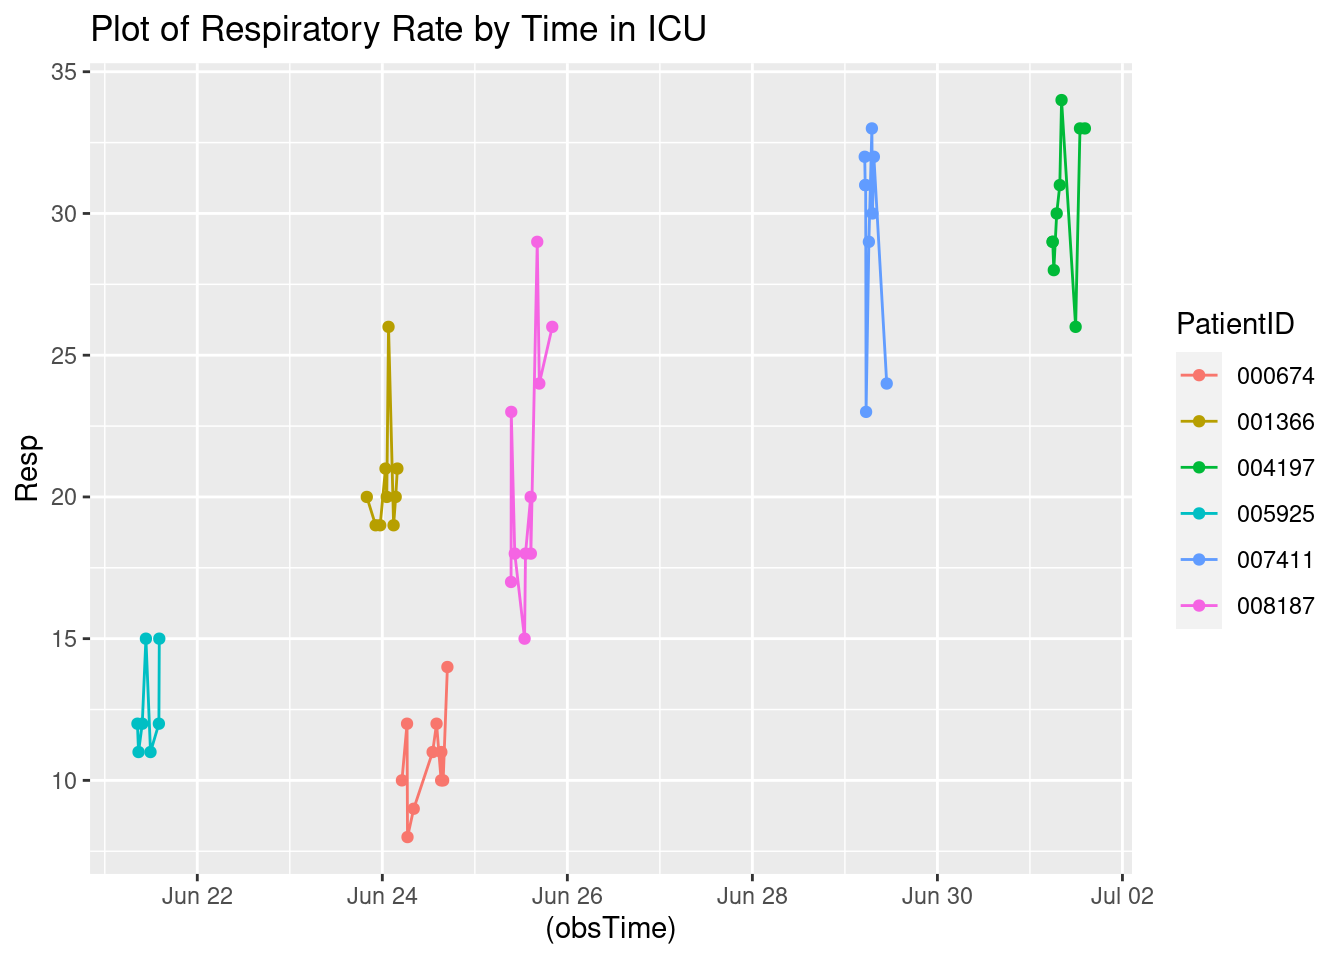 Plot of Respiratory Rate by Time in ICU
35
30
25
20
15
10
Resp
Jun 22
Jun 24
Jun 26
Jun 28
Jun 30
Jul 02
(obsTime)
PatientID
000674
001366
004197
005925
007411
008187